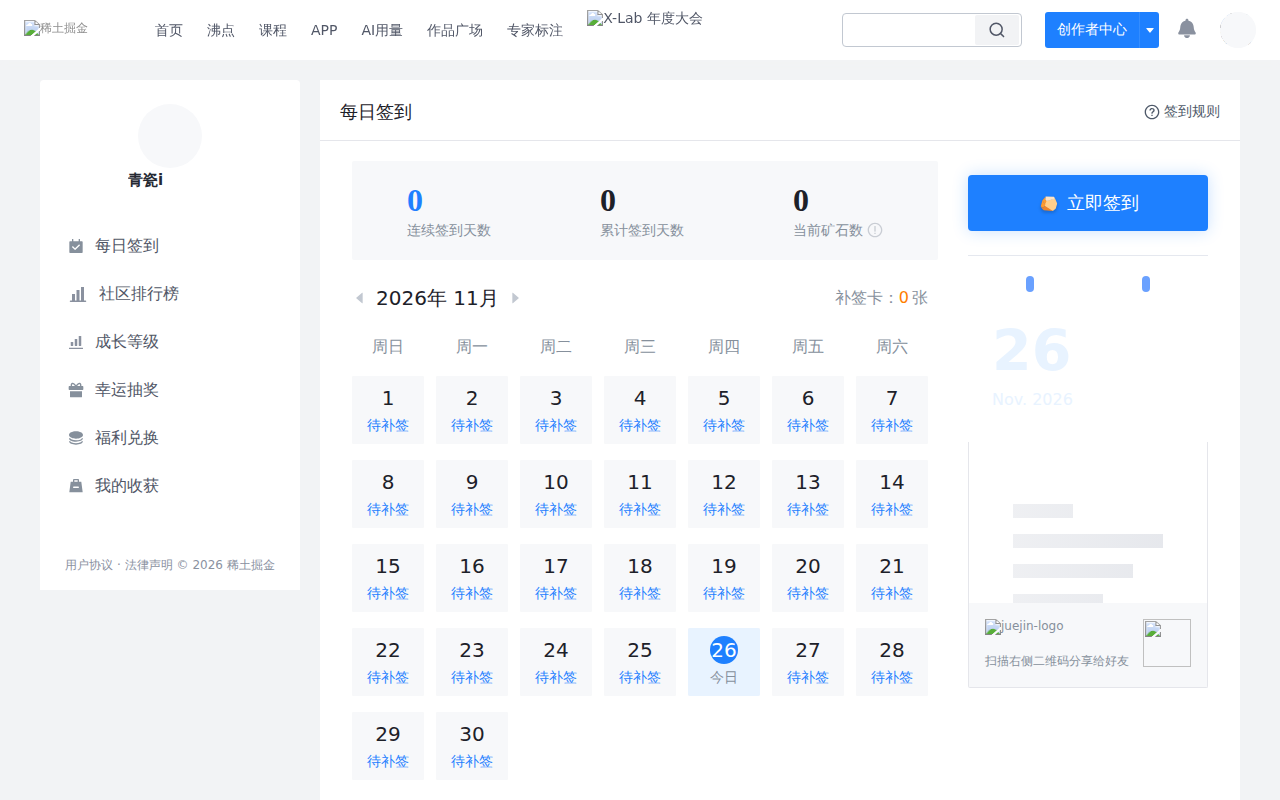 稀土掘金
首页 沸点 课程 APP AI用量 作品广场 专家标注 X-Lab 年度大会
创作者中心
青瓷i
每日签到
社区排行榜
成长等级
幸运抽奖
福利兑换
我的收获
用户协议 · 法律声明 © 2026 稀土掘金
每日签到
签到规则
0 0 0
连续签到天数 累计签到天数 当前矿石数
2026年 11月
补签卡：0 张
周日 周一 周二 周三 周四 周五 周六
1 2 3 4 5 6 7
待补签 待补签 待补签 待补签 待补签 待补签 待补签
8 9 10 11 12 13 14
待补签 待补签 待补签 待补签 待补签 待补签 待补签
15 16 17 18 19 20 21
待补签 待补签 待补签 待补签 待补签 待补签 待补签
22 23 24 25 26 27 28
待补签 待补签 待补签 待补签 今日 待补签 待补签
29 30
待补签 待补签
立即签到
26
Nov. 2026
juejin-logo
扫描右侧二维码分享给好友